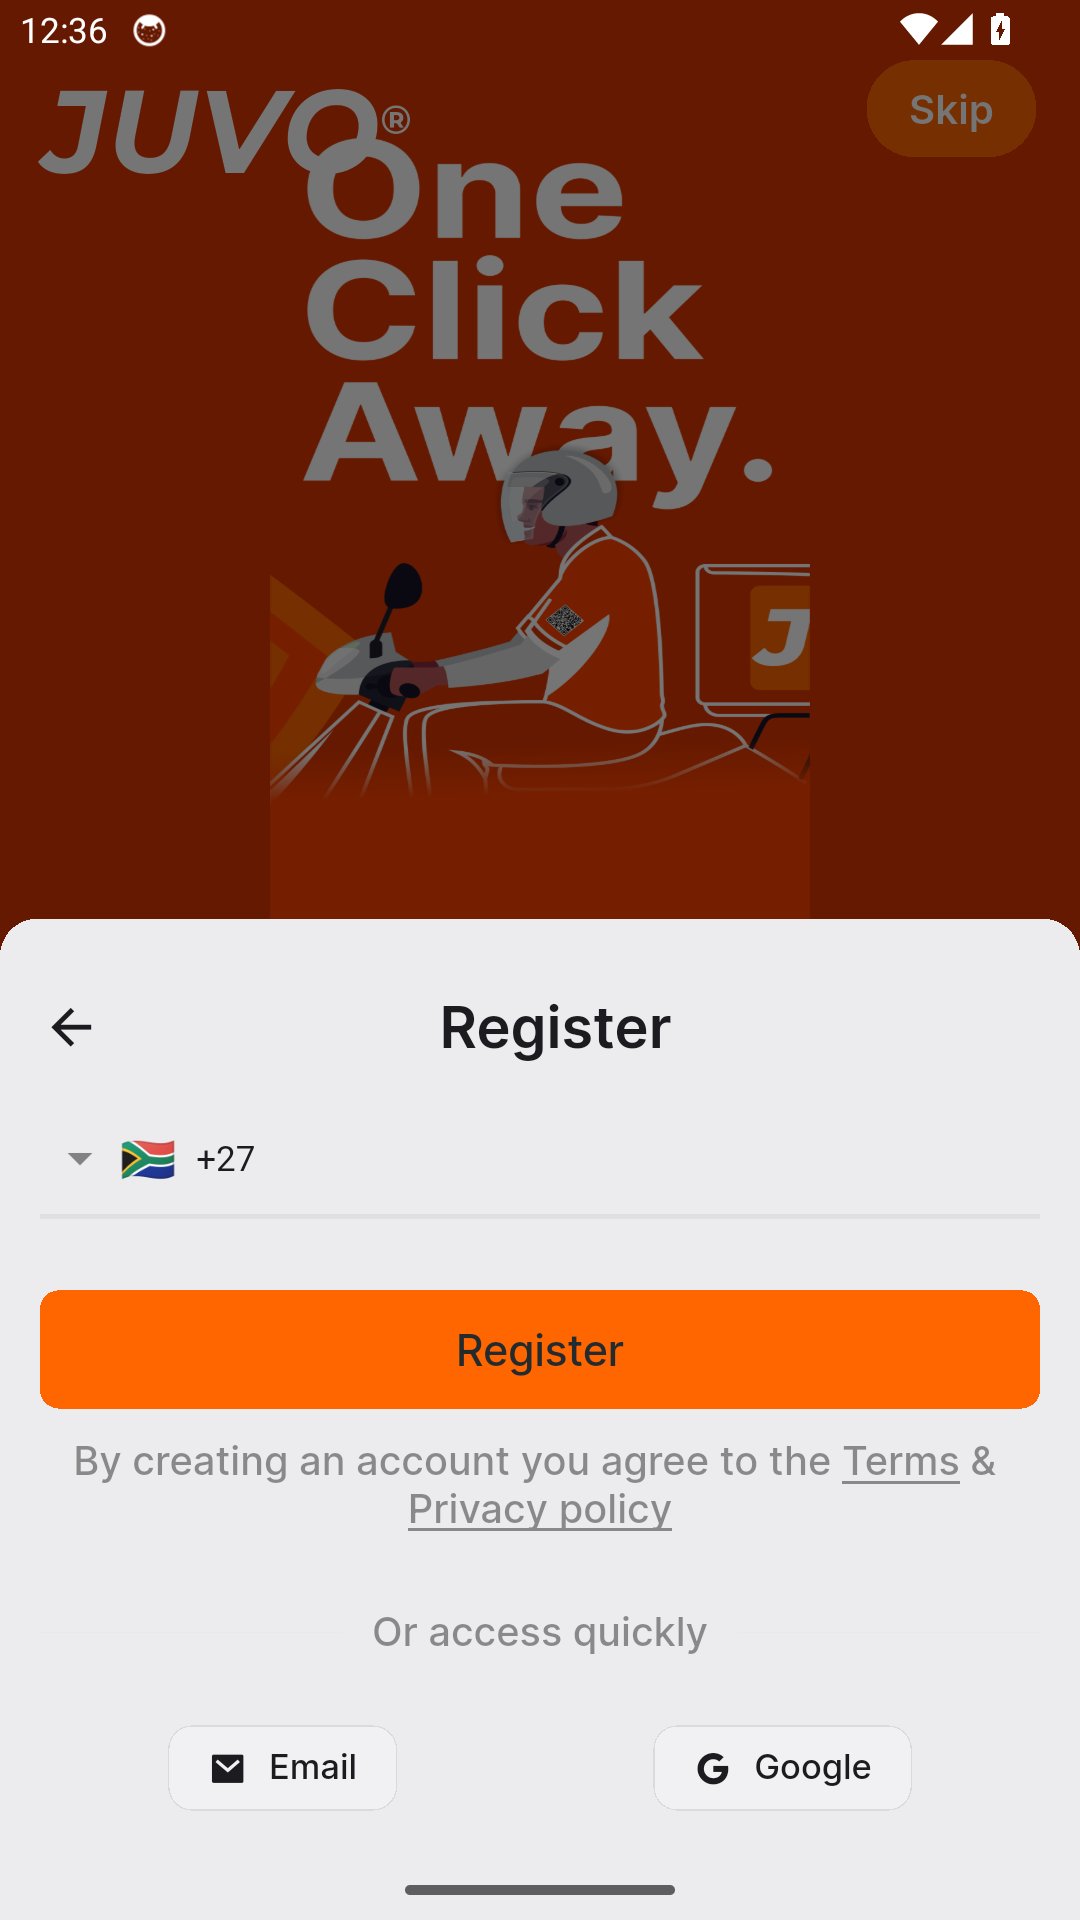 12:36
JUVO®
Skip
One
Click
Away.
J
Register
+27
Register
By creating an account you agree to the Terms &
Privacy policy
Or access quickly
Email
Google